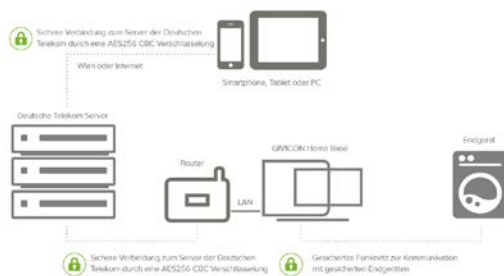 Sichere Verbindung zum Server der Deutschen
Telekom durch eine AES256 CBC Verschlüsselung
Wlen oder Internet
Smartphone, Tablet oder PC
Deutsche Telekom Server
Router
GIMICON Home Base
Endgerät
LAN
Sichere Verbindung zum Server der Deutschen
Telekom durch eine AES256 CBC Verschlüsselung
Gesichertes Funknetz zur Kommunikation
mit gesicherten Endgeräten